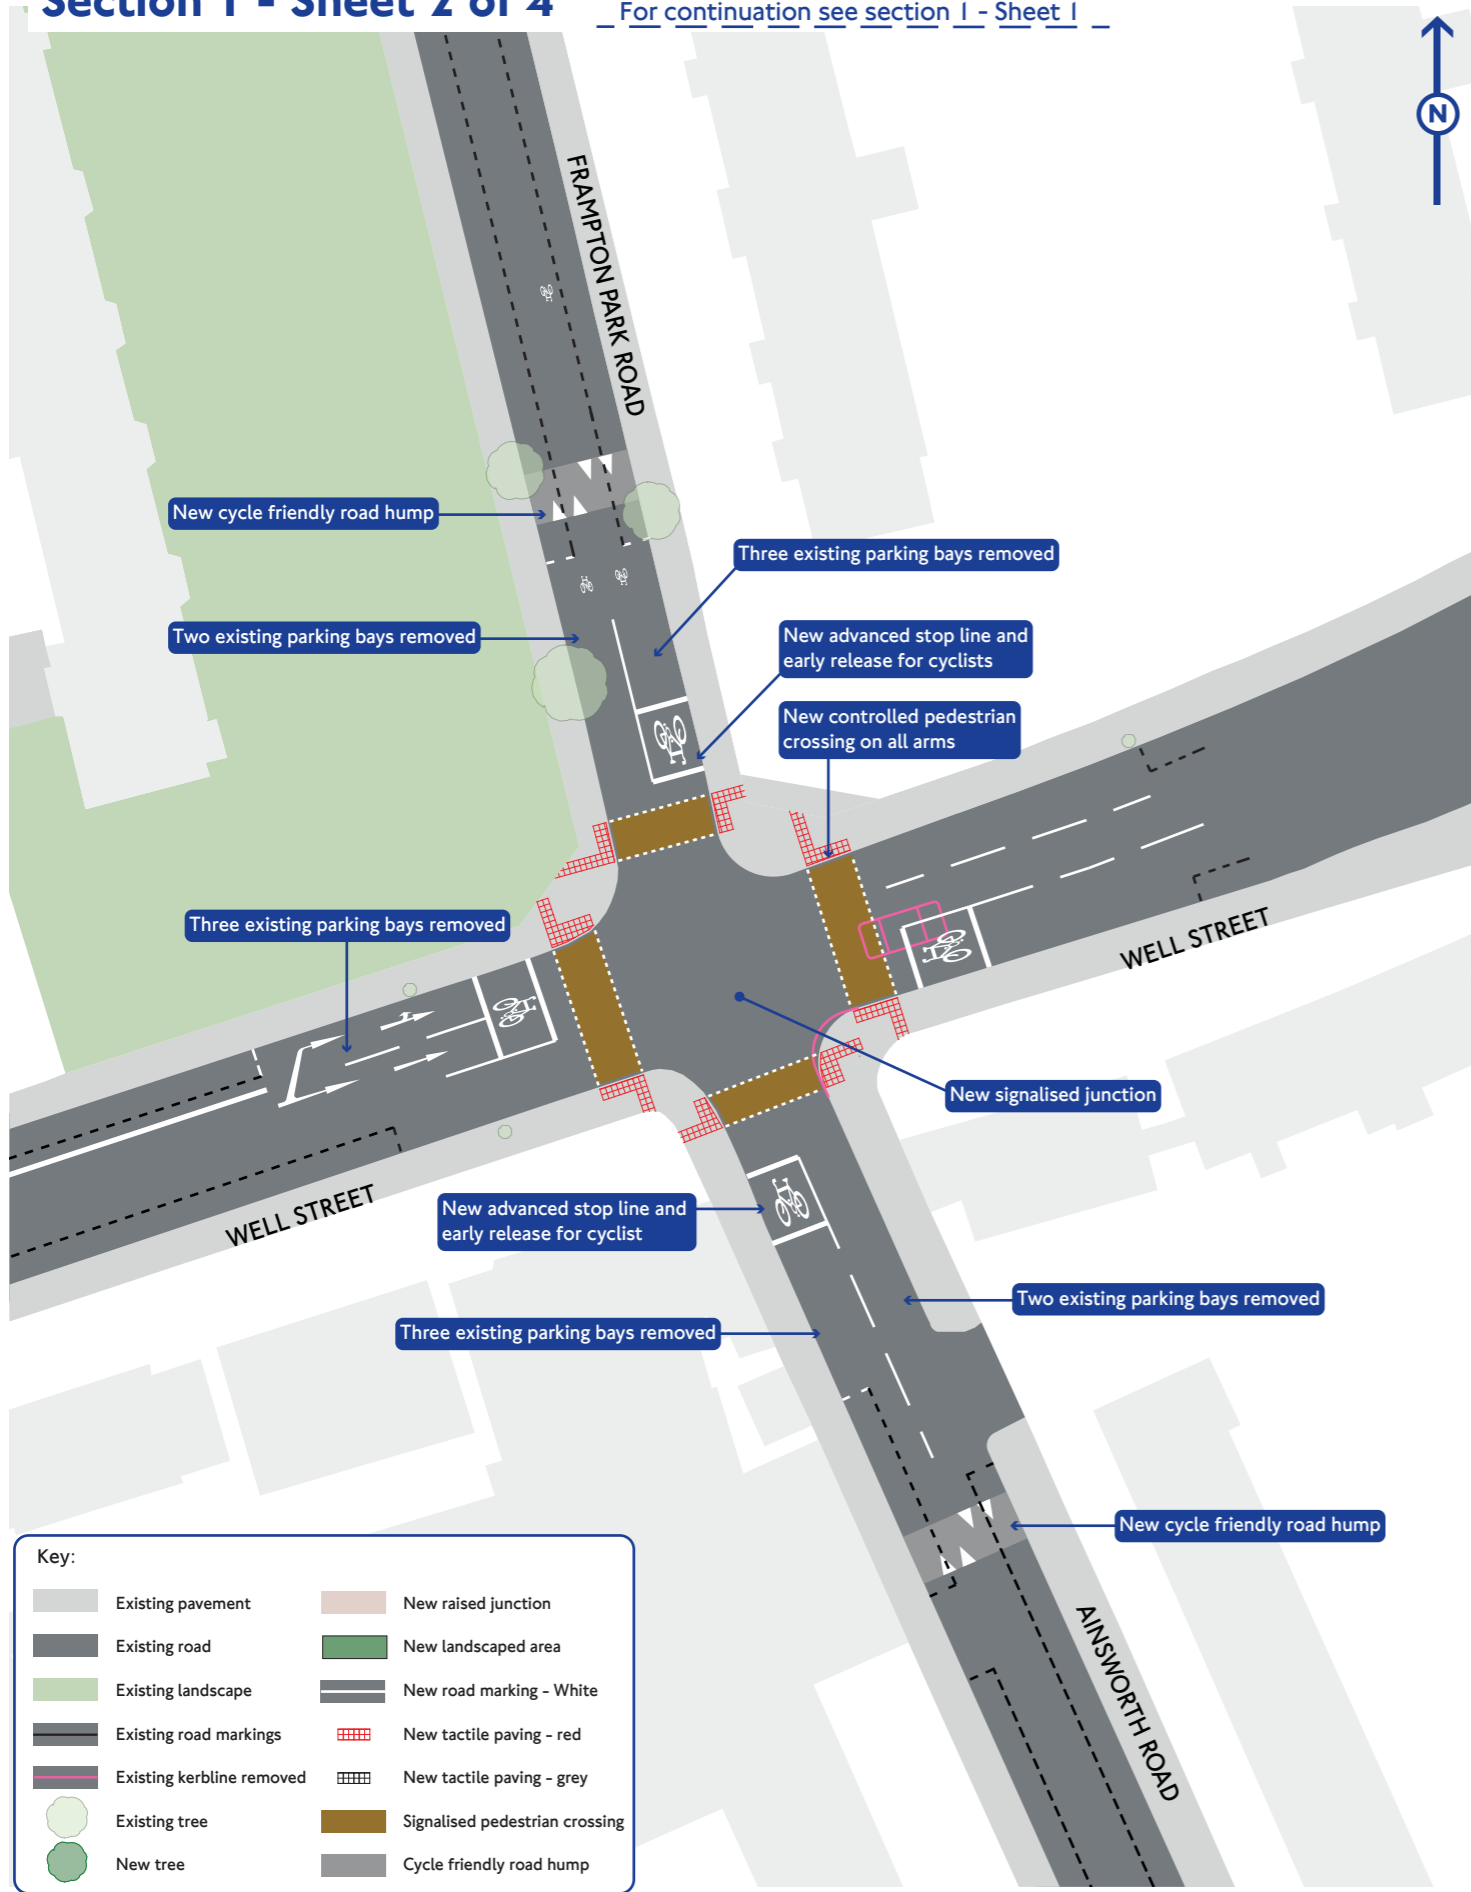 Section 1 - Sheet 2 of 4
For continuation see section 1 - Sheet 1
N
FRAMPTON PARK ROAD
New cycle friendly road hump
Three existing parking bays removed
Two existing parking bays removed
New advanced stop line and
early release for cyclists
New controlled pedestrian
crossing on all arms
Three existing parking bays removed
WELL STREET
New signalised junction
WELL STREET
New advanced stop line and
early release for cyclist
Two existing parking bays removed
Three existing parking bays removed
New cycle friendly road hump
AINSWORTH ROAD
Key:
Existing pavement
Existing road
Existing landscape
Existing road markings
Existing kerbline removed
Existing tree
New tree
New raised junction
New landscaped area
New road marking - White
New tactile paving - red
New tactile paving - grey
Signalised pedestrian crossing
Cycle friendly road hump